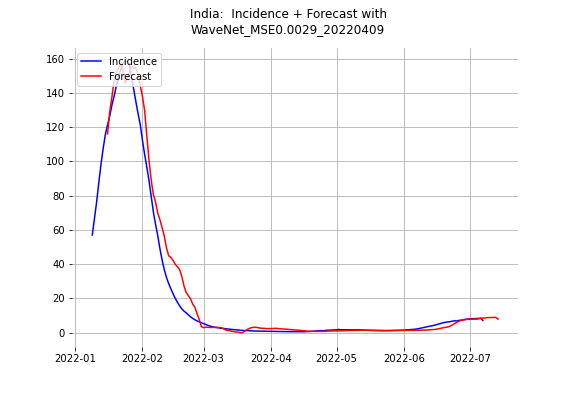 India:  Incidence + Forecast with
WaveNet_MSE0.0029_20220409
160
140
120
100
80
60
40
20
0
Incidence
Forecast
2022-01 2022-02 2022-03 2022-04 2022-05 2022-06 2022-07